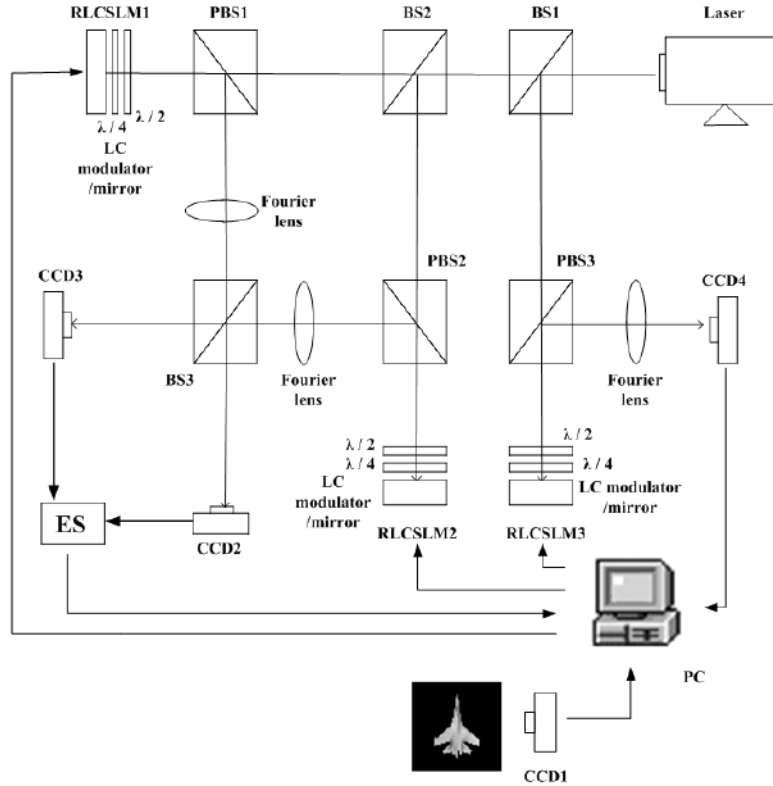 RLCSLM1
PBS1
BS2
BS1
Laser
λ / 4
λ / 2
LC
modulator
/mirror
Fourier
lens
CCD3
PBS2
PBS3
CCD4
BS3
Fourier
lens
Fourier
lens
λ / 2
λ / 4
LC
modulator
/mirror
λ / 2
λ / 4
LC modulator
/mirror
ES
CCD2
RLCSLM2
RLCSLM3
PC
CCD1